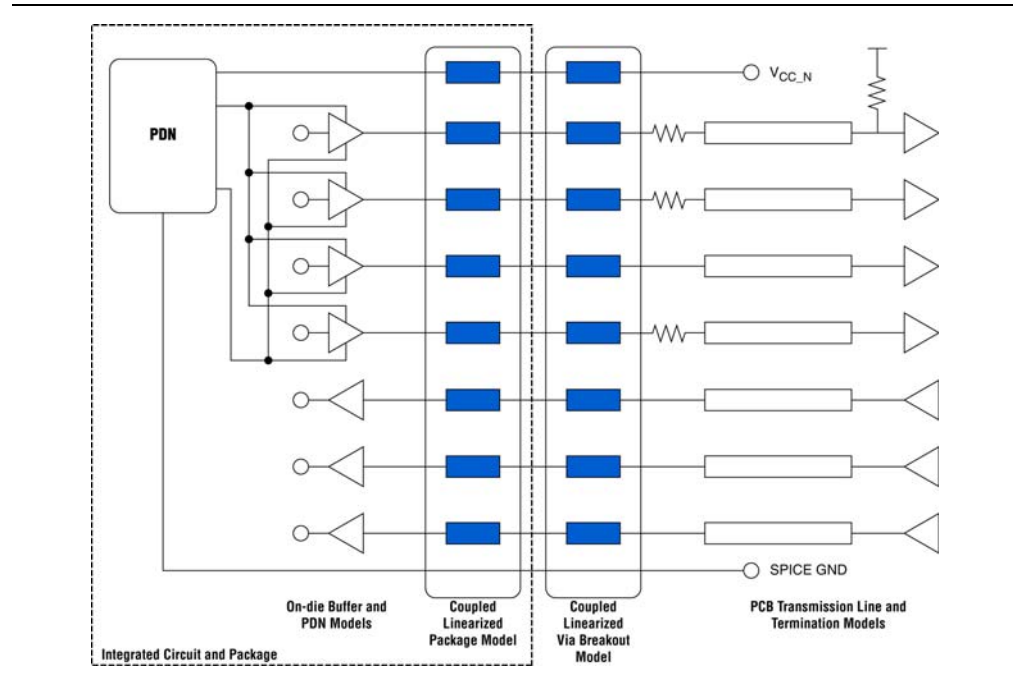 PDN
V_CC_N
SPICE GND
On-die Buffer and
PDN Models
Coupled
Linearized
Package Model
Coupled
Linearized
Via Breakout
Model
PCB Transmission Line and
Termination Models
Integrated Circuit and Package